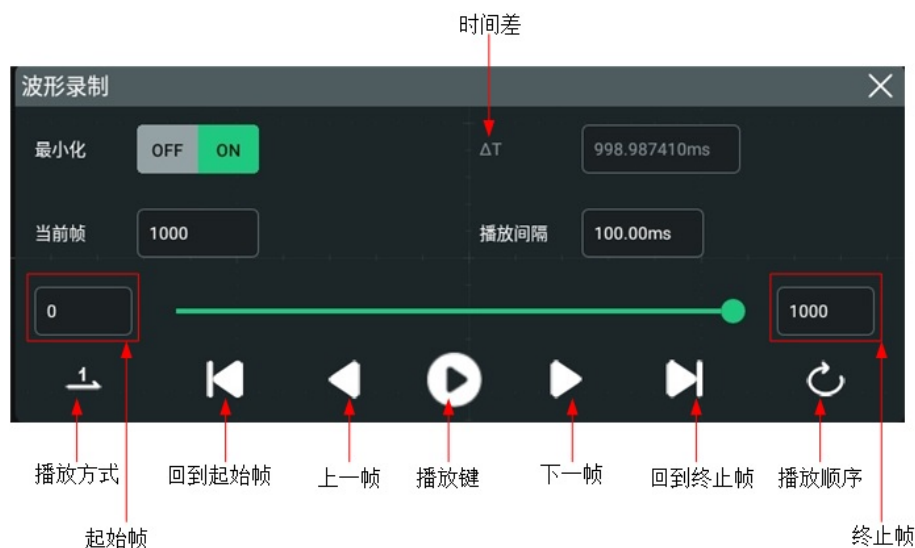 时间差
波形录制
最小化 OFF ON ΔT 998.987410ms
当前帧 1000 播放间隔 100.00ms
0 1000
1
播放方式 回到起始帧 上一帧 播放键 下一帧 回到终止帧 播放顺序
起始帧 终止帧